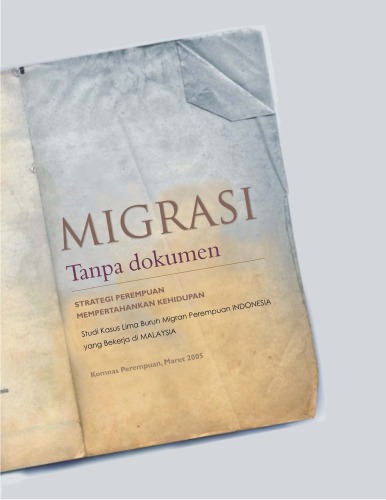 MIGRASI
Tanpa dokumen
STRATEGI PEREMPUAN
MEMPERTAHANKAN KEHIDUPAN
Studi Kasus Lima Buruh Migran Perempuan INDONESIA
yang Bekerja di MALAYSIA
Komnas Perempuan, Maret 2005